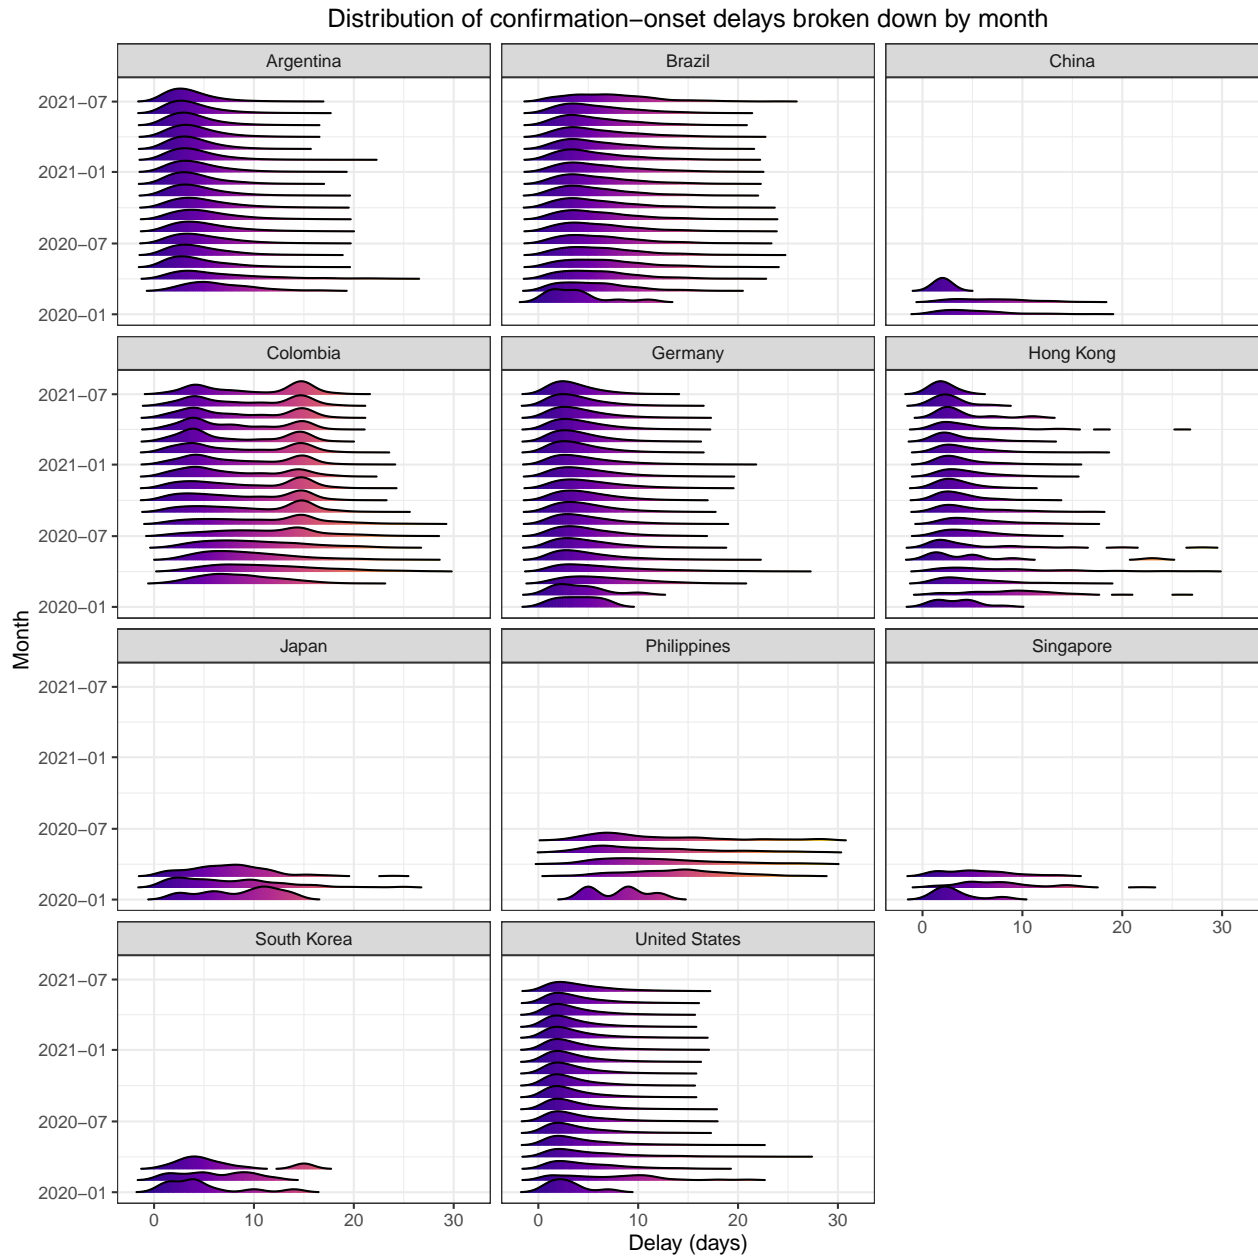 Distribution of confirmation−onset delays broken down by month
Argentina
Brazil
China
2021−07
2021−01
2020−07
2020−01
Colombia
Germany
Hong Kong
2021−07
2021−01
2020−07
2020−01
Month
Japan
Philippines
Singapore
2021−07
2021−01
2020−07
2020−01
0 10 20 30
South Korea
United States
2021−07
2021−01
2020−07
2020−01
0 10 20 30
0 10 20 30
Delay (days)